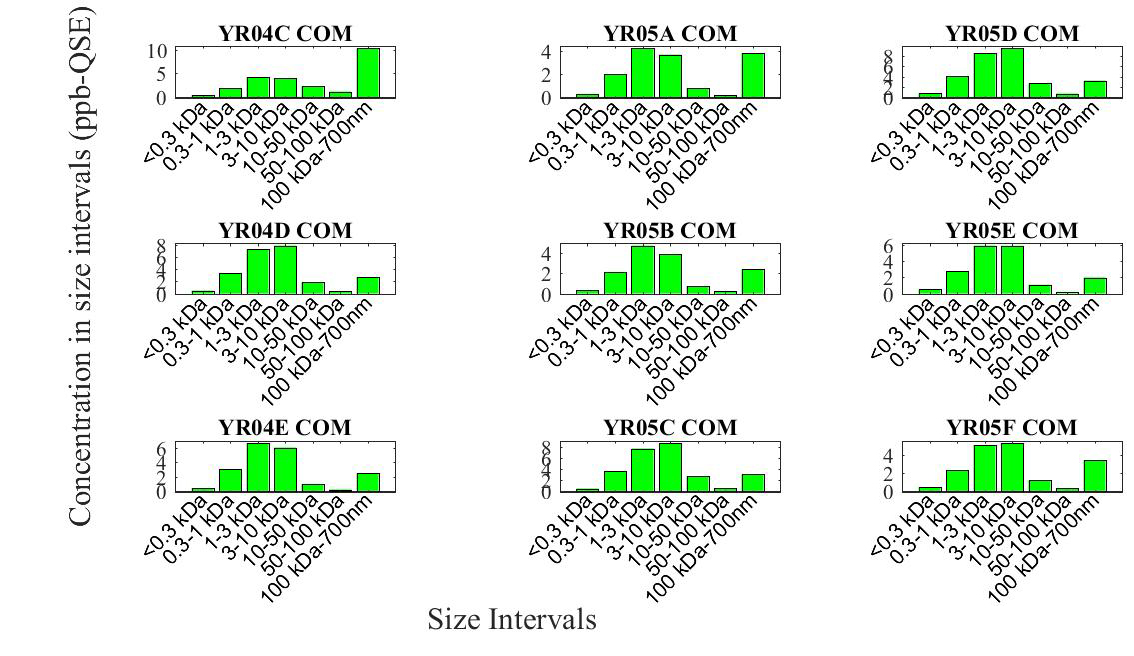 Concentration in size intervals (ppb-QSE)
YR04C COM
10
5
0
<0.3 kDa
0.3-1 kDa
1-3 kDa
3-10 kDa
10-50 kDa
50-100 kDa
100 kDa-700nm
YR05A COM
4
2
0
<0.3 kDa
0.3-1 kDa
1-3 kDa
3-10 kDa
10-50 kDa
50-100 kDa
100 kDa-700nm
YR05D COM
8
6
4
2
0
<0.3 kDa
0.3-1 kDa
1-3 kDa
3-10 kDa
10-50 kDa
50-100 kDa
100 kDa-700nm
YR04D COM
8
6
4
2
0
<0.3 kDa
0.3-1 kDa
1-3 kDa
3-10 kDa
10-50 kDa
50-100 kDa
100 kDa-700nm
YR05B COM
4
2
0
<0.3 kDa
0.3-1 kDa
1-3 kDa
3-10 kDa
10-50 kDa
50-100 kDa
100 kDa-700nm
YR05E COM
6
4
2
0
<0.3 kDa
0.3-1 kDa
1-3 kDa
3-10 kDa
10-50 kDa
50-100 kDa
100 kDa-700nm
YR04E COM
6
4
2
0
<0.3 kDa
0.3-1 kDa
1-3 kDa
3-10 kDa
10-50 kDa
50-100 kDa
100 kDa-700nm
YR05C COM
8
6
4
2
0
<0.3 kDa
0.3-1 kDa
1-3 kDa
3-10 kDa
10-50 kDa
50-100 kDa
100 kDa-700nm
YR05F COM
4
2
0
<0.3 kDa
0.3-1 kDa
1-3 kDa
3-10 kDa
10-50 kDa
50-100 kDa
100 kDa-700nm
Size Intervals